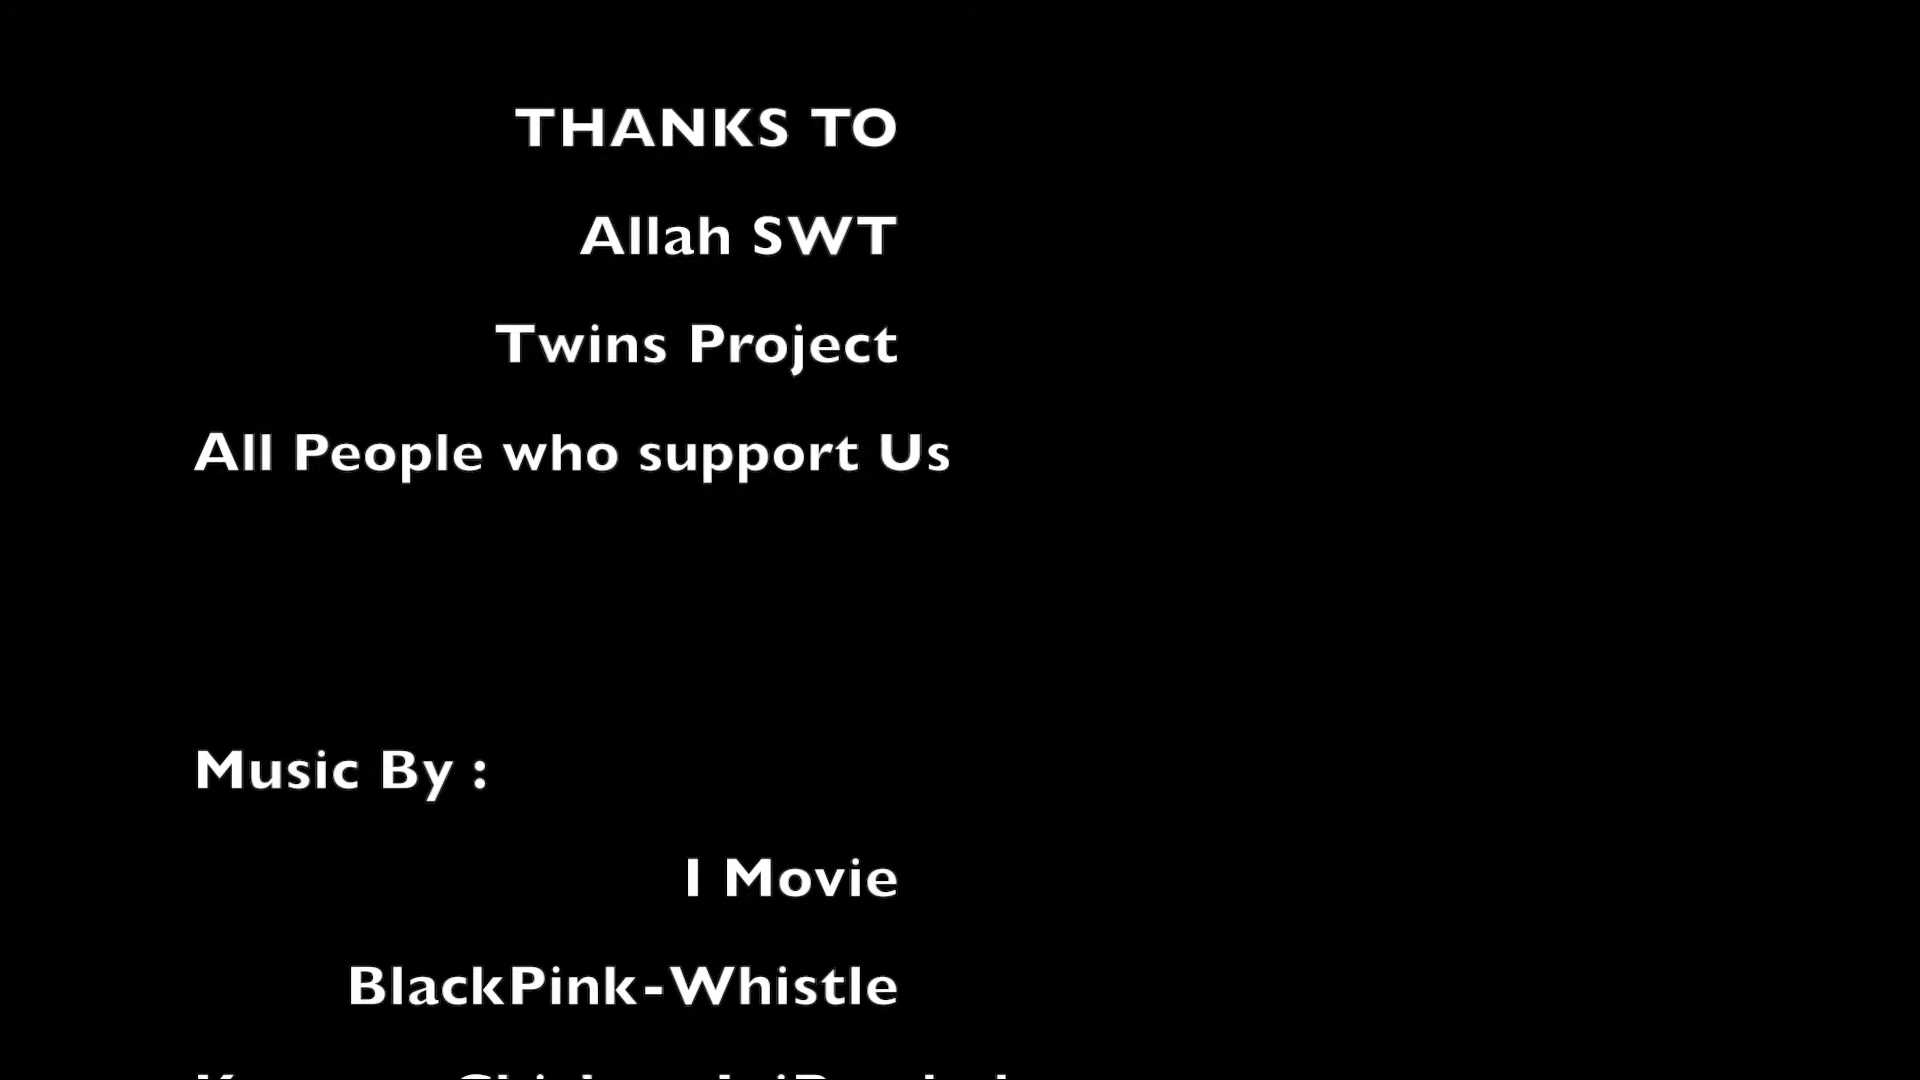 THANKS TO
Allah SWT
Twins Project
All People who support Us
Music By :
I Movie
BlackPink-Whistle